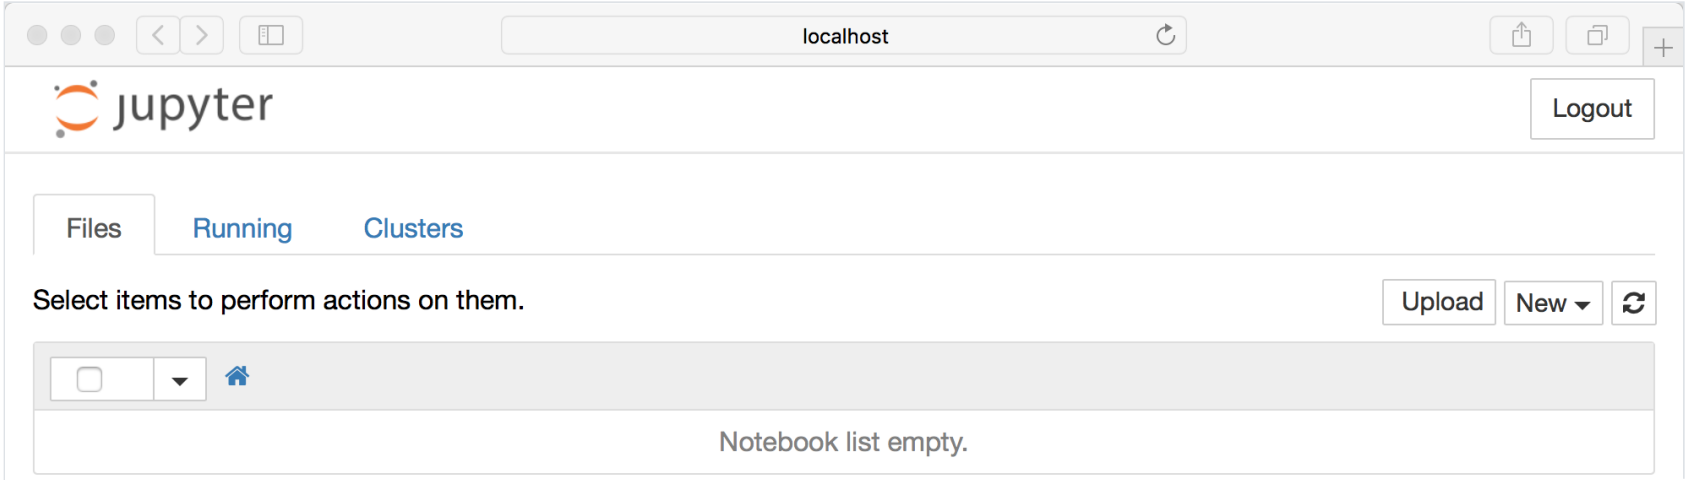 localhost
jupyter
Logout
Files Running Clusters
Select items to perform actions on them.
Upload New
Notebook list empty.